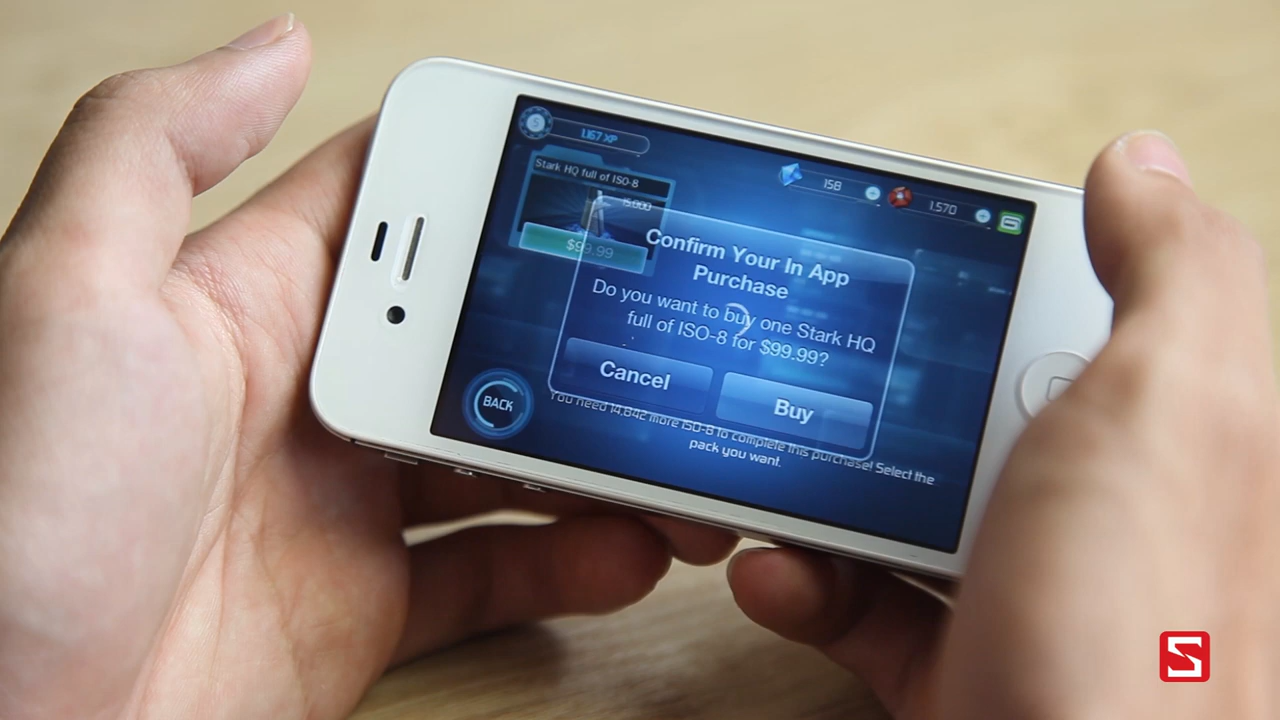 S
1,167 XP
158
1,570
Stark HQ full of ISO-8
15,000
$99.99
Confirm Your In App
Purchase
Do you want to buy one Stark HQ
full of ISO-8 for $99.99?
Cancel
Buy
BACK
You need 14,842 more ISO-8 to complete this purchase! Select the
pack you want.
S